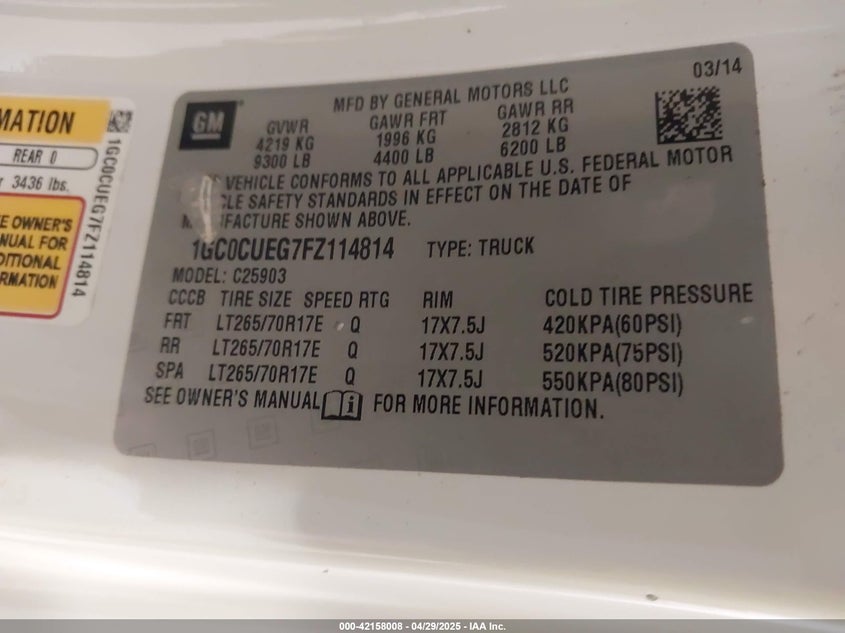 MATION
REAR 0
3436 lbs.
E OWNER'S
NUAL FOR
DITIONAL
RMATION
1GC0CUEG7FZ114814
03/14
GM
MFD BY GENERAL MOTORS LLC
GVWR GAWR FRT GAWR RR
4219 KG 1996 KG 2812 KG
9300 LB 4400 LB 6200 LB
VEHICLE CONFORMS TO ALL APPLICABLE U.S. FEDERAL MOTOR
CLE SAFETY STANDARDS IN EFFECT ON THE DATE OF
M UFACTURE SHOWN ABOVE.
1GC0CUEG7FZ114814 TYPE: TRUCK
MODEL: C25903
CCCB TIRE SIZE SPEED RTG RIM COLD TIRE PRESSURE
FRT LT265/70R17E Q 17X7.5J 420KPA(60PSI)
RR LT265/70R17E Q 17X7.5J 520KPA(75PSI)
SPA LT265/70R17E Q 17X7.5J 550KPA(80PSI)
SEE OWNER'S MANUAL FOR MORE INFORMATION.
000-42158008 - 04/29/2025 - IAA Inc.